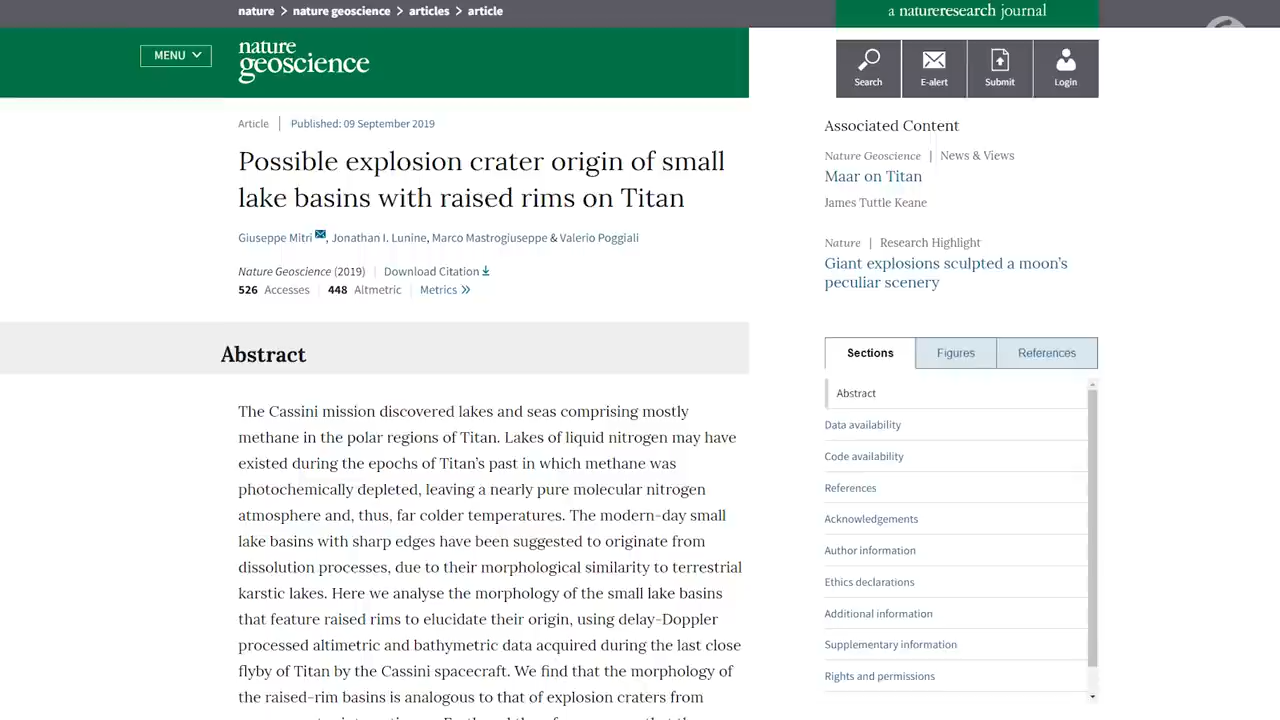 nature > nature geoscience > articles > article
a natureresearch journal
MENU
nature
geoscience
Search
E-alert
Submit
Login
Article | Published: 09 September 2019
Possible explosion crater origin of small
lake basins with raised rims on Titan
Giuseppe Mitri, Jonathan I. Lunine, Marco Mastrogiuseppe & Valerio Poggiali
Nature Geoscience (2019) | Download Citation
526 Accesses | 448 Altmetric | Metrics »
Abstract
The Cassini mission discovered lakes and seas comprising mostly
methane in the polar regions of Titan. Lakes of liquid nitrogen may have
existed during the epochs of Titan's past in which methane was
photochemically depleted, leaving a nearly pure molecular nitrogen
atmosphere and, thus, far colder temperatures. The modern-day small
lake basins with sharp edges have been suggested to originate from
dissolution processes, due to their morphological similarity to terrestrial
karstic lakes. Here we analyse the morphology of the small lake basins
that feature raised rims to elucidate their origin, using delay-Doppler
processed altimetric and bathymetric data acquired during the last close
flyby of Titan by the Cassini spacecraft. We find that the morphology of
the raised-rim basins is analogous to that of explosion craters from
Associated Content
Nature Geoscience | News & Views
Maar on Titan
James Tuttle Keane
Nature | Research Highlight
Giant explosions sculpted a moon's
peculiar scenery
Sections
Figures
References
Abstract
Data availability
Code availability
References
Acknowledgements
Author information
Ethics declarations
Additional information
Supplementary information
Rights and permissions